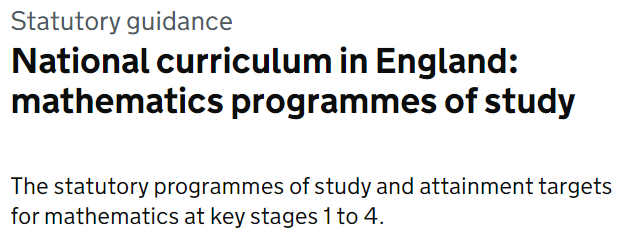 Statutory guidance
National curriculum in England:
mathematics programmes of study
The statutory programmes of study and attainment targets
for mathematics at key stages 1 to 4.